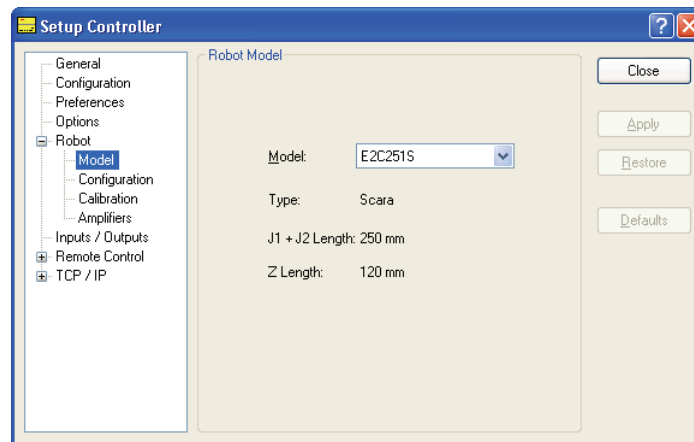 Setup Controller
General
Configuration
Preferences
Options
Robot
Model
Configuration
Calibration
Amplifiers
Inputs / Outputs
Remote Control
TCP / IP
Robot Model
Model: E2C251S
Type: Scara
J1 + J2 Length: 250 mm
Z Length: 120 mm
Close
Apply
Restore
Defaults